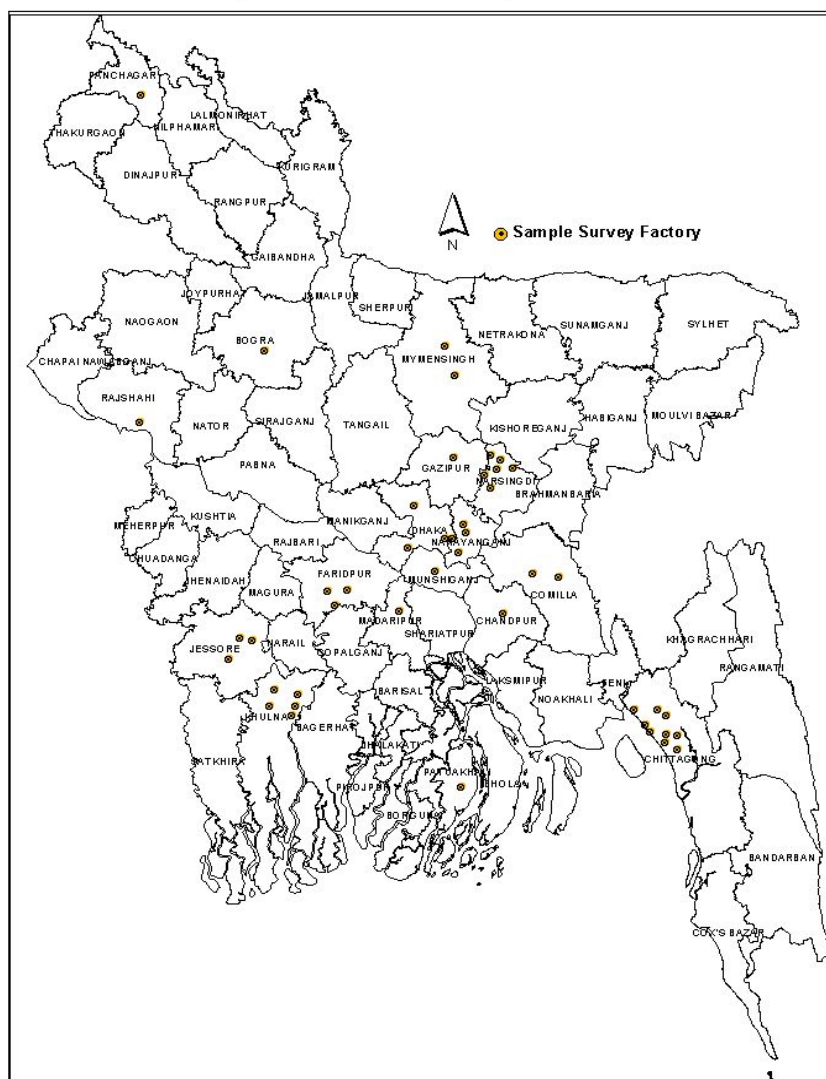 PANCHAGAR
LALMONIRHAT
NILPHAMARI
THAKURGAON
KURIGRAM
DINAJPUR
RANGPUR
Sample Survey Factory
N
GAIBANDHA
JOYPURHAT
JAMALPUR
SHERPUR
NAOGAON
NETRAKONA
SUNAMGANJ
SYLHET
BOGRA
CHAPAI NAWABGANJ
MYMENSINGH
RAJSHAHI
NATOR
SIRAJGANJ
TANGAIL
HABIGANJ
MOULVI BAZAR
KISHOREGANJ
PABNA
GAZIPUR
NARSINGDI
BRAHMANBARIA
KUSHTIA
MEHERPUR
MANIKGANJ
DHAKA
RAJBARI
NARAYANGANJ
CHUADANGA
JHENAIDAH
MAGURA
FARIDPUR
MUNSHIGANJ
COMILLA
MADARIPUR
CHANDPUR
SHARIATPUR
KHAGRACHHARI
JESSORE
NARAIL
GOPALGANJ
RANGAMATI
LAKSMIPUR
FENI
BARISAL
NOAKHALI
KHULNA
BAGERHAT
JHALAKATI
CHITTAGONG
SATKHIRA
PIROJPUR
PATUAKHALI
BHOLA
BORGUNA
BANDARBAN
COX'S BAZAR
1